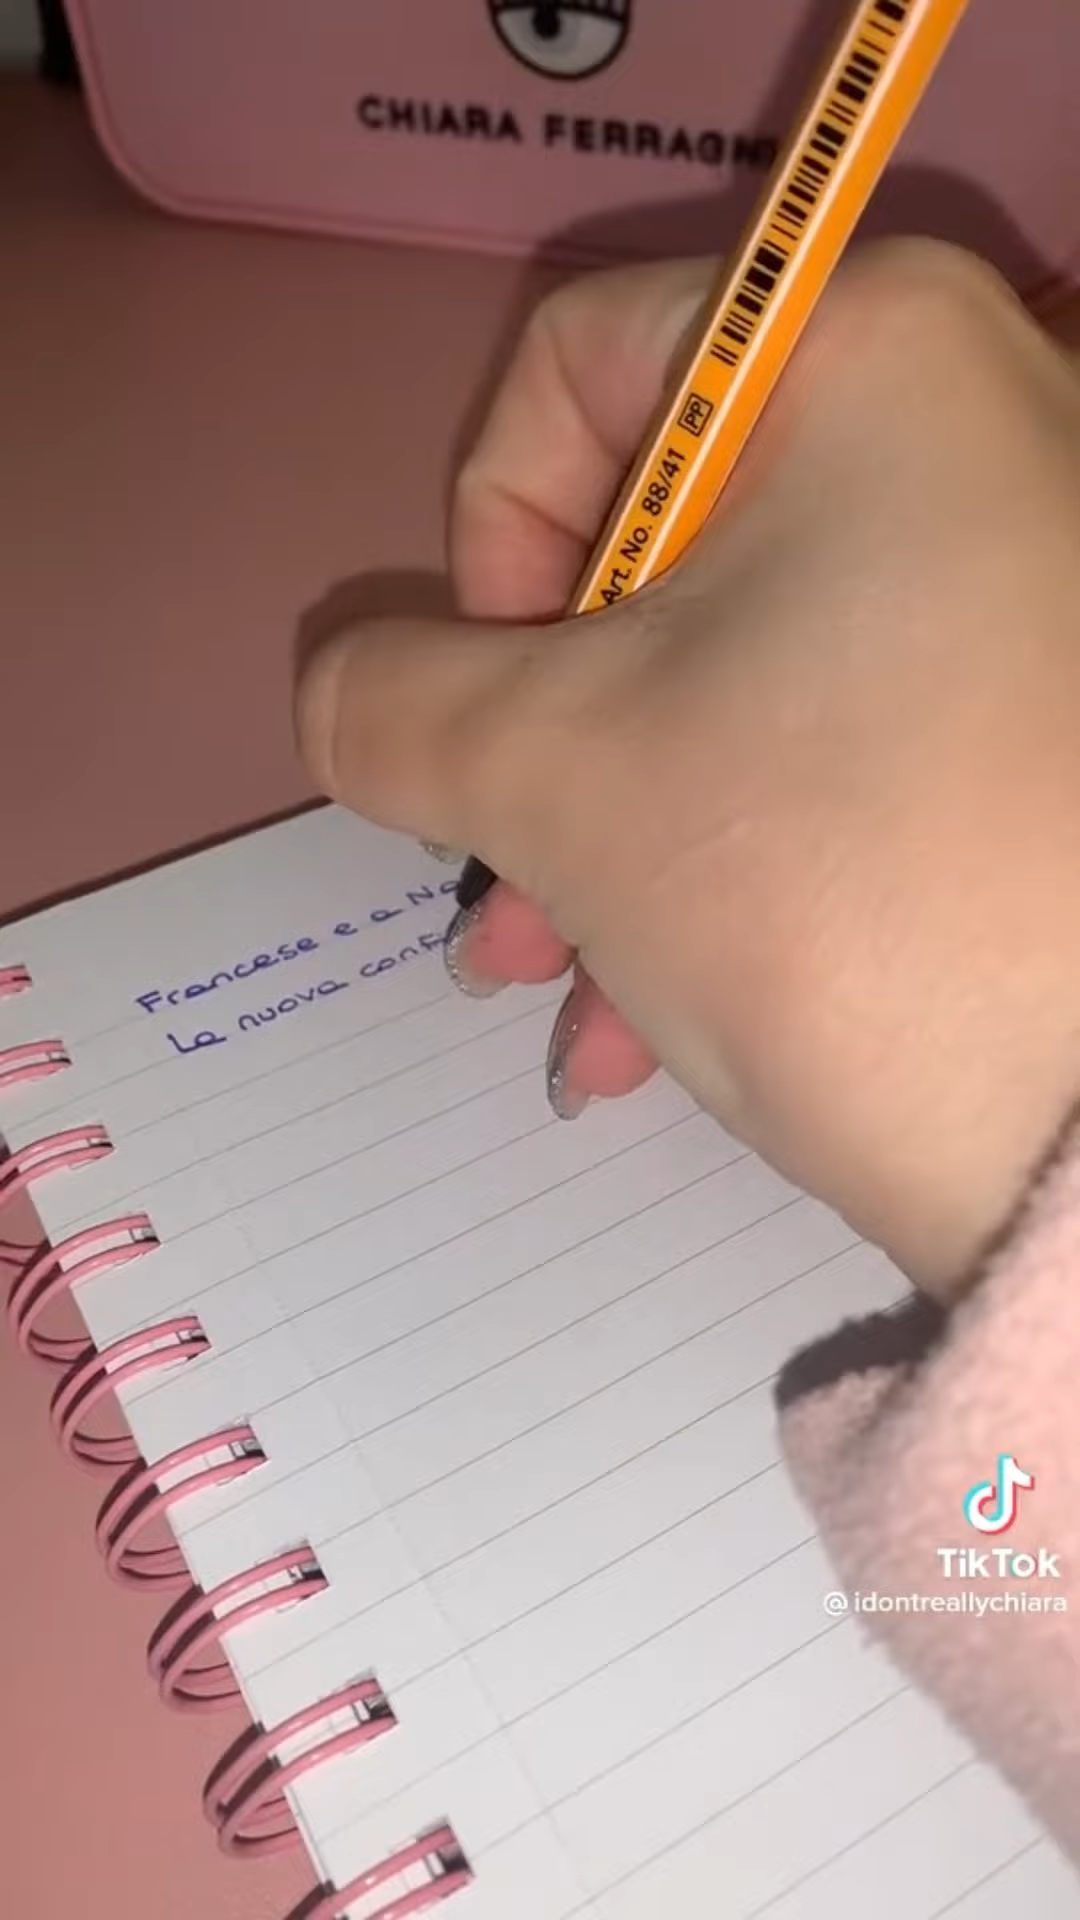 CHIARA FERRAGNI
Art. No. 88/41 PP
Francese e a
La nuova
TikTok
@idontreallychiara